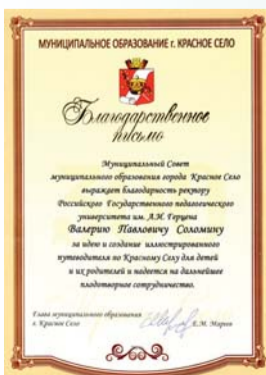 МУНИЦИПАЛЬНОЕ ОБРАЗОВАНИЕ г. КРАСНОЕ СЕЛО
Благодарственное
письмо
Муниципальный Совет
муниципального образования города Красное Село
выражает благодарность ректору
Российского Государственного педагогического
университета им. А.И. Герцена
Валерию Павловичу Соломину
за идею и создание иллюстрированного
путеводителя по Красному Селу для детей
и их родителей и надеется на дальнейшее
плодотворное сотрудничество.
Глава муниципального образования
г. Красное Село Е.М. Марин